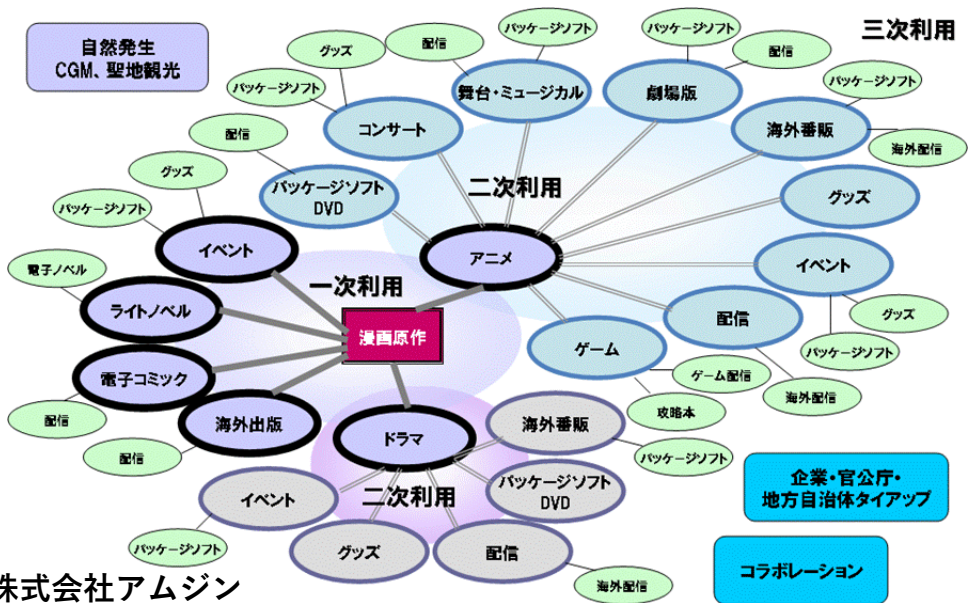 自然発生
CGM、聖地観光
三次利用
グッズ
配信
パッケージソフト
パッケージソフト
配信
パッケージソフト
舞台・ミュージカル
劇場版
パッケージソフト
コンサート
海外番販
配信
海外配信
グッズ
パッケージソフト
DVD
二次利用
グッズ
パッケージソフト
イベント
アニメ
イベント
電子ノベル
一次利用
ライトノベル
配信
グッズ
漫画原作
ゲーム
パッケージソフト
電子コミック
ゲーム配信
海外配信
配信
海外出版
攻略本
海外番販
ドラマ
配信
パッケージソフト
二次利用
パッケージソフト
DVD
イベント
企業・官公庁・
地方自治体タイアップ
パッケージソフト
グッズ
配信
コラボレーション
海外配信
株式会社アムジン